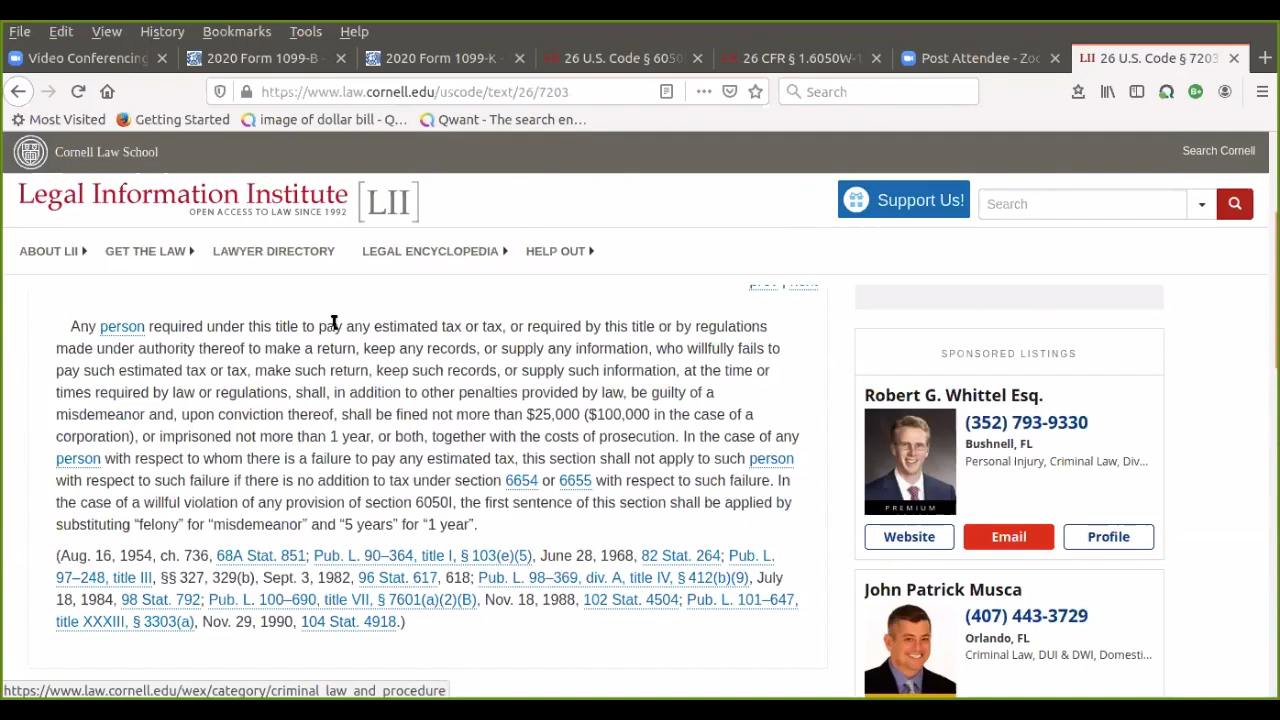 File Edit View History Bookmarks Tools Help
Video Conferencing 2020 Form 1099-B - 2020 Form 1099-K - 26 U.S. Code § 605 26 CFR § 1.6050W-1 Post Attendee - Zoo LII 26 U.S. Code § 7203
https://www.law.cornell.edu/uscode/text/26/7203 Search
Most Visited Getting Started image of dollar bill - Q... Qwant - The search en...
Cornell Law School Search Cornell
Legal Information Institute [LII] Support Us! Search
OPEN ACCESS TO LAW SINCE 1992
ABOUT LII GET THE LAW LAWYER DIRECTORY LEGAL ENCYCLOPEDIA HELP OUT
prev | next
Any person required under this title to pay any estimated tax or tax, or required by this title or by regulations
made under authority thereof to make a return, keep any records, or supply any information, who willfully fails to
pay such estimated tax or tax, make such return, keep such records, or supply such information, at the time or
times required by law or regulations, shall, in addition to other penalties provided by law, be guilty of a
misdemeanor and, upon conviction thereof, shall be fined not more than $25,000 ($100,000 in the case of a
corporation), or imprisoned not more than 1 year, or both, together with the costs of prosecution. In the case of any
person with respect to whom there is a failure to pay any estimated tax, this section shall not apply to such person
with respect to such failure if there is no addition to tax under section 6654 or 6655 with respect to such failure. In
the case of a willful violation of any provision of section 6050I, the first sentence of this section shall be applied by
substituting “felony” for “misdemeanor” and “5 years” for “1 year”.
(Aug. 16, 1954, ch. 736, 68A Stat. 851; Pub. L. 90–364, title I, § 103(e)(5), June 28, 1968, 82 Stat. 264; Pub. L.
97–248, title III, §§ 327, 329(b), Sept. 3, 1982, 96 Stat. 617, 618; Pub. L. 98–369, div. A, title IV, § 412(b)(9), July
18, 1984, 98 Stat. 792; Pub. L. 100–690, title VII, § 7601(a)(2)(B), Nov. 18, 1988, 102 Stat. 4504; Pub. L. 101–647,
title XXXIII, § 3303(a), Nov. 29, 1990, 104 Stat. 4918.)
SPONSORED LISTINGS
Robert G. Whittel Esq.
(352) 793-9330
Bushnell, FL
Personal Injury, Criminal Law, Div...
PREMIUM
Website Email Profile
John Patrick Musca
(407) 443-3729
Orlando, FL
Criminal Law, DUI & DWI, Domesti...
https://www.law.cornell.edu/wex/category/criminal_law_and_procedure